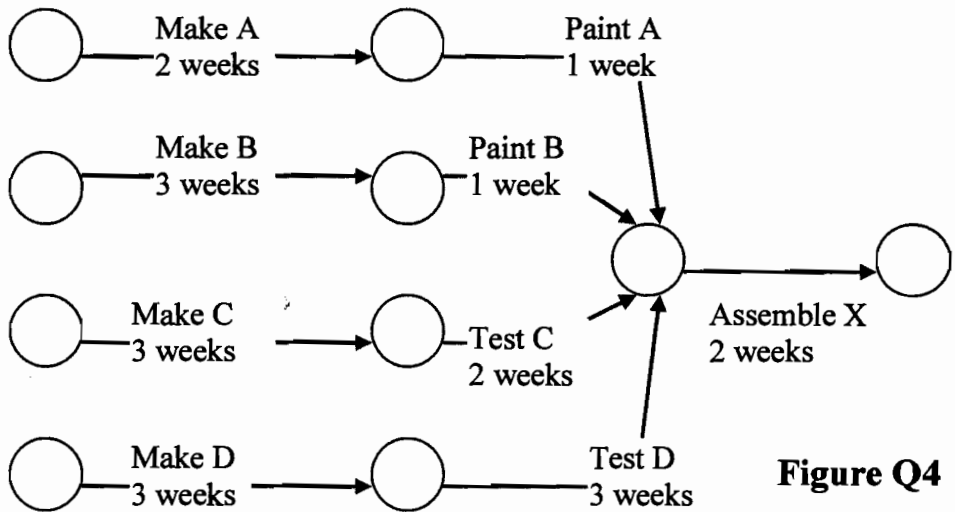 Make A
2 weeks
Paint A
1 week
Make B
3 weeks
Paint B
1 week
Make C
3 weeks
Test C
2 weeks
Assemble X
2 weeks
Make D
3 weeks
Test D
3 weeks
Figure Q4